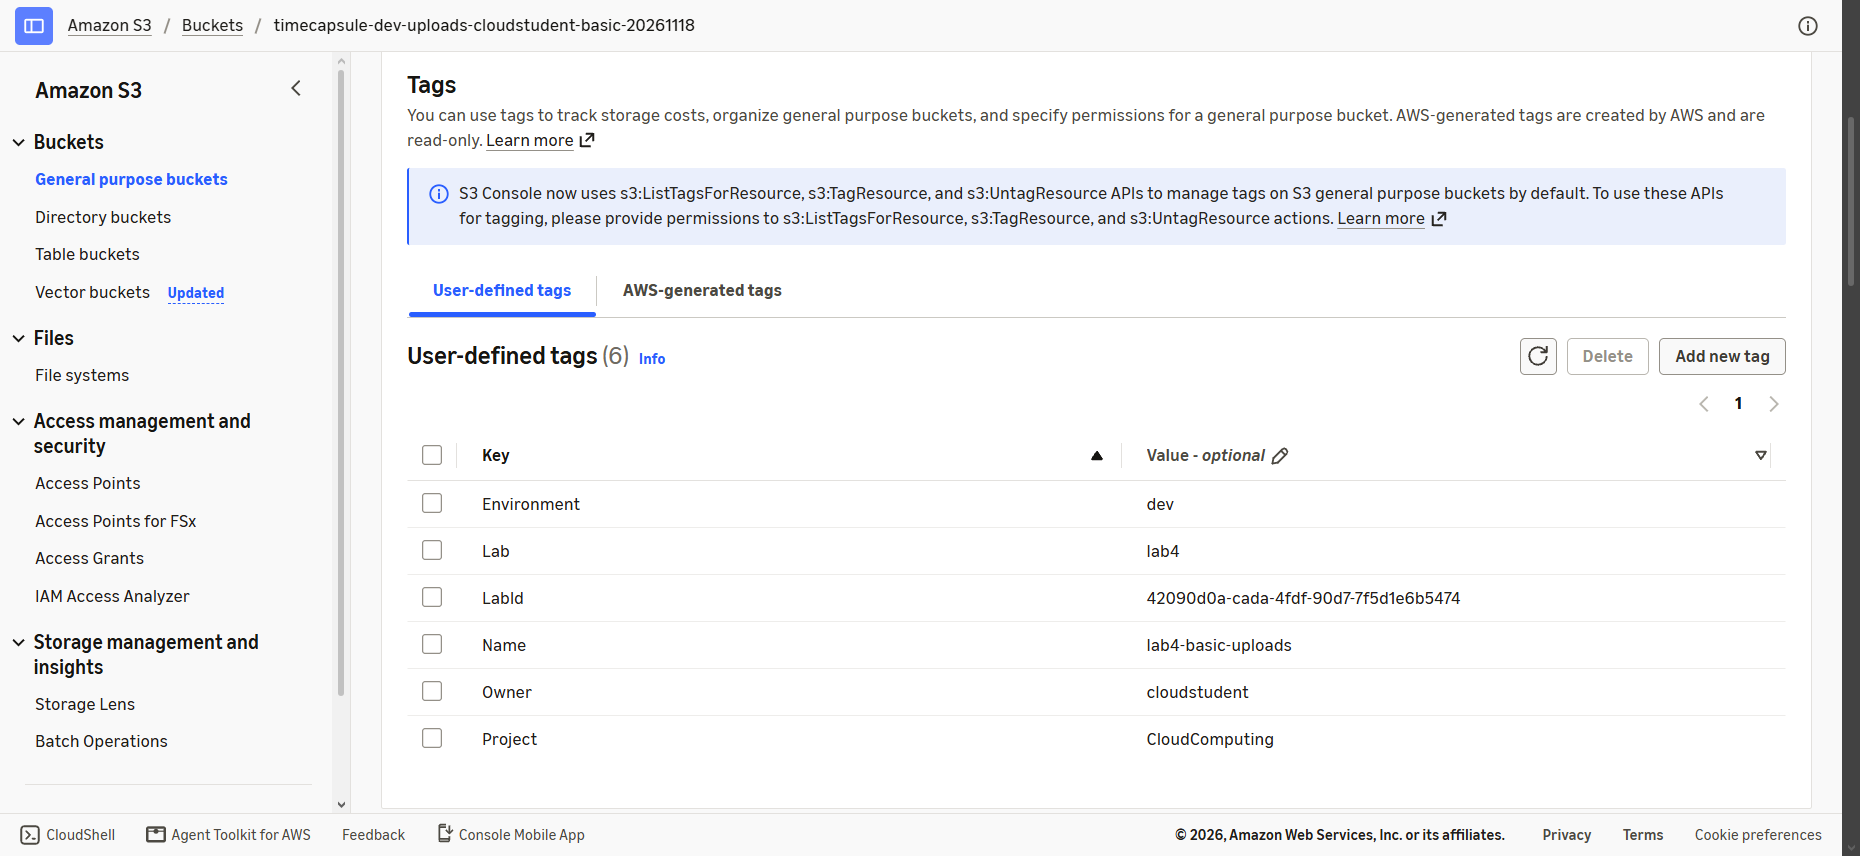 Amazon S3 / Buckets / timecapsule-dev-uploads-cloudstudent-basic-20261118
Amazon S3
Buckets
General purpose buckets
Directory buckets
Table buckets
Vector buckets Updated
Files
File systems
Access management and
security
Access Points
Access Points for FSx
Access Grants
IAM Access Analyzer
Storage management and
insights
Storage Lens
Batch Operations
Tags
You can use tags to track storage costs, organize general purpose buckets, and specify permissions for a general purpose bucket. AWS-generated tags are created by AWS and are
read-only. Learn more
S3 Console now uses s3:ListTagsForResource, s3:TagResource, and s3:UntagResource APIs to manage tags on S3 general purpose buckets by default. To use these APIs
for tagging, please provide permissions to s3:ListTagsForResource, s3:TagResource, and s3:UntagResource actions. Learn more
User-defined tags AWS-generated tags
User-defined tags (6) Info
Delete Add new tag
1
Key Value - optional
Environment dev
Lab lab4
LabId 42090d0a-cada-4fdf-90d7-7f5d1e6b5474
Name lab4-basic-uploads
Owner cloudstudent
Project CloudComputing
CloudShell Agent Toolkit for AWS Feedback Console Mobile App © 2026, Amazon Web Services, Inc. or its affiliates. Privacy Terms Cookie preferences